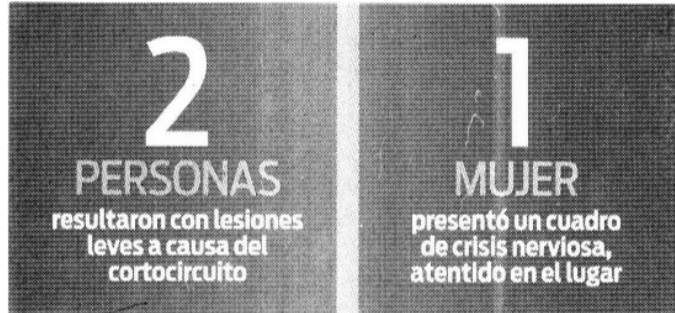 2
PERSONAS
resultaron con lesiones
leves a causa del
cortocircuito
1
MUJER
presentó un cuadro
de crisis nerviosa,
atentido en el lugar